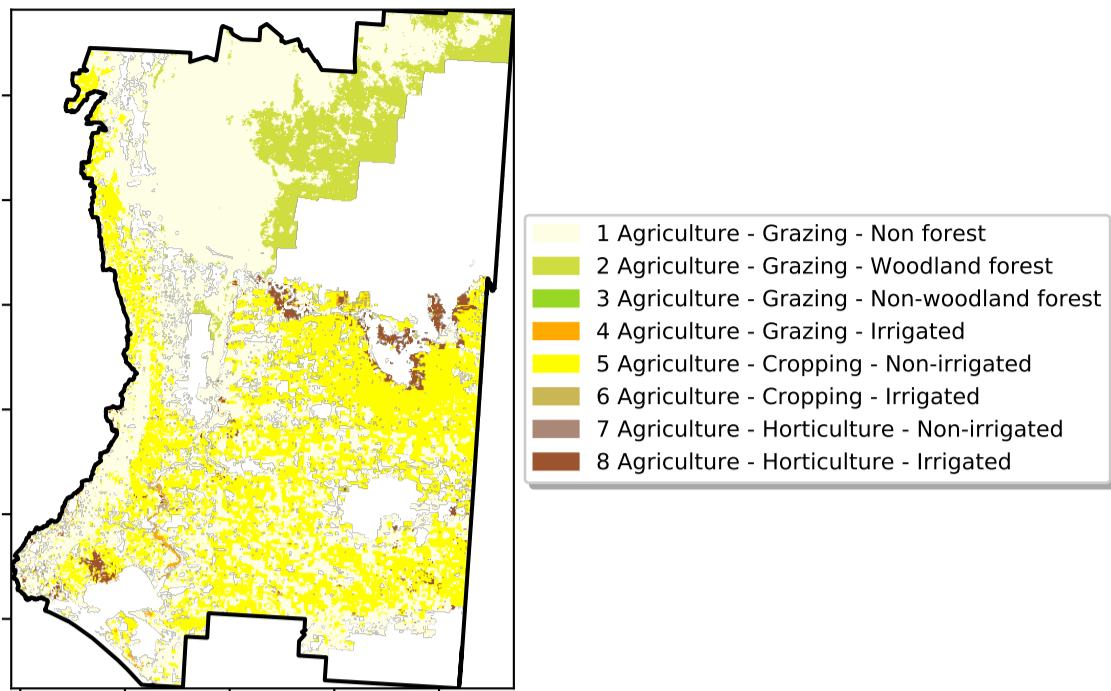 1 Agriculture - Grazing - Non forest
2 Agriculture - Grazing - Woodland forest
3 Agriculture - Grazing - Non-woodland forest
4 Agriculture - Grazing - Irrigated
5 Agriculture - Cropping - Non-irrigated
6 Agriculture - Cropping - Irrigated
7 Agriculture - Horticulture - Non-irrigated
8 Agriculture - Horticulture - Irrigated